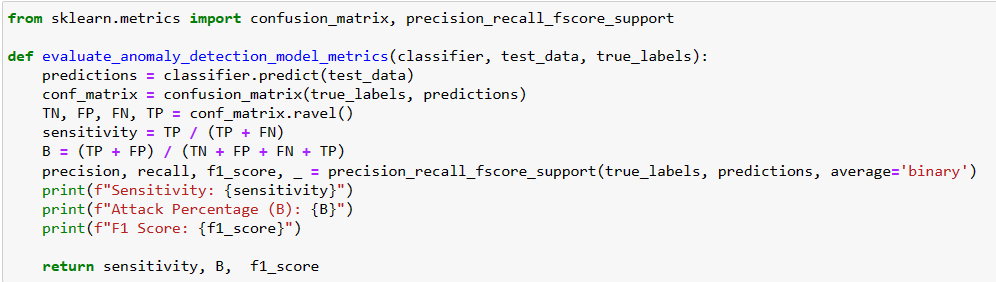 from sklearn.metrics import confusion_matrix, precision_recall_fscore_support

def evaluate_anomaly_detection_model_metrics(classifier, test_data, true_labels):
    predictions = classifier.predict(test_data)
    conf_matrix = confusion_matrix(true_labels, predictions)
    TN, FP, FN, TP = conf_matrix.ravel()
    sensitivity = TP / (TP + FN)
    B = (TP + FP) / (TN + FP + FN + TP)
    precision, recall, f1_score, _ = precision_recall_fscore_support(true_labels, predictions, average='binary')
    print(f"Sensitivity: {sensitivity}")
    print(f"Attack Percentage (B): {B}")
    print(f"F1 Score: {f1_score}")

    return sensitivity, B,  f1_score